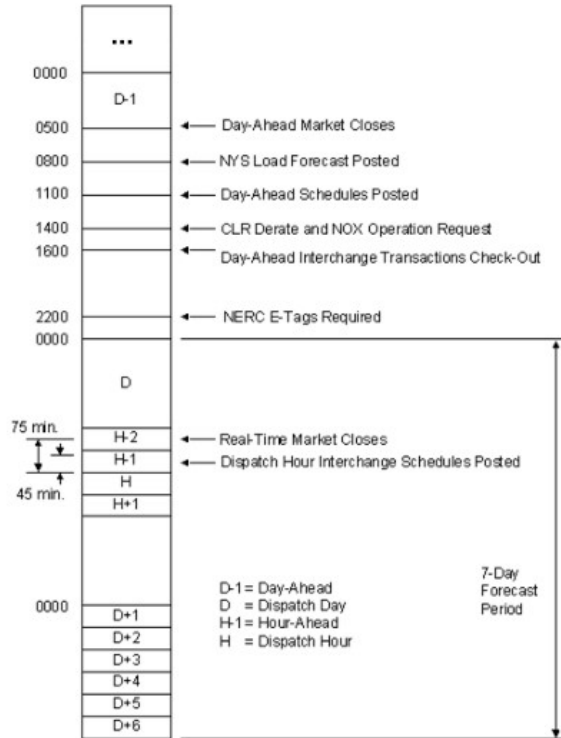 ...
0000
D-1
0500
Day-Ahead Market Closes
0800
NYS Load Forecast Posted
1100
Day-Ahead Schedules Posted
1400
CLR Derate and NOX Operation Request
1600
Day-Ahead Interchange Transactions Check-Out
2200
NERC E-Tags Required
0000
D
75 min.
H-2
Real-Time Market Closes
H-1
Dispatch Hour Interchange Schedules Posted
45 min.
H
H+1
7-Day
Forecast
Period
D-1 = Day-Ahead
D = Dispatch Day
H-1 = Hour-Ahead
H = Dispatch Hour
0000
D+1
D+2
D+3
D+4
D+5
D+6